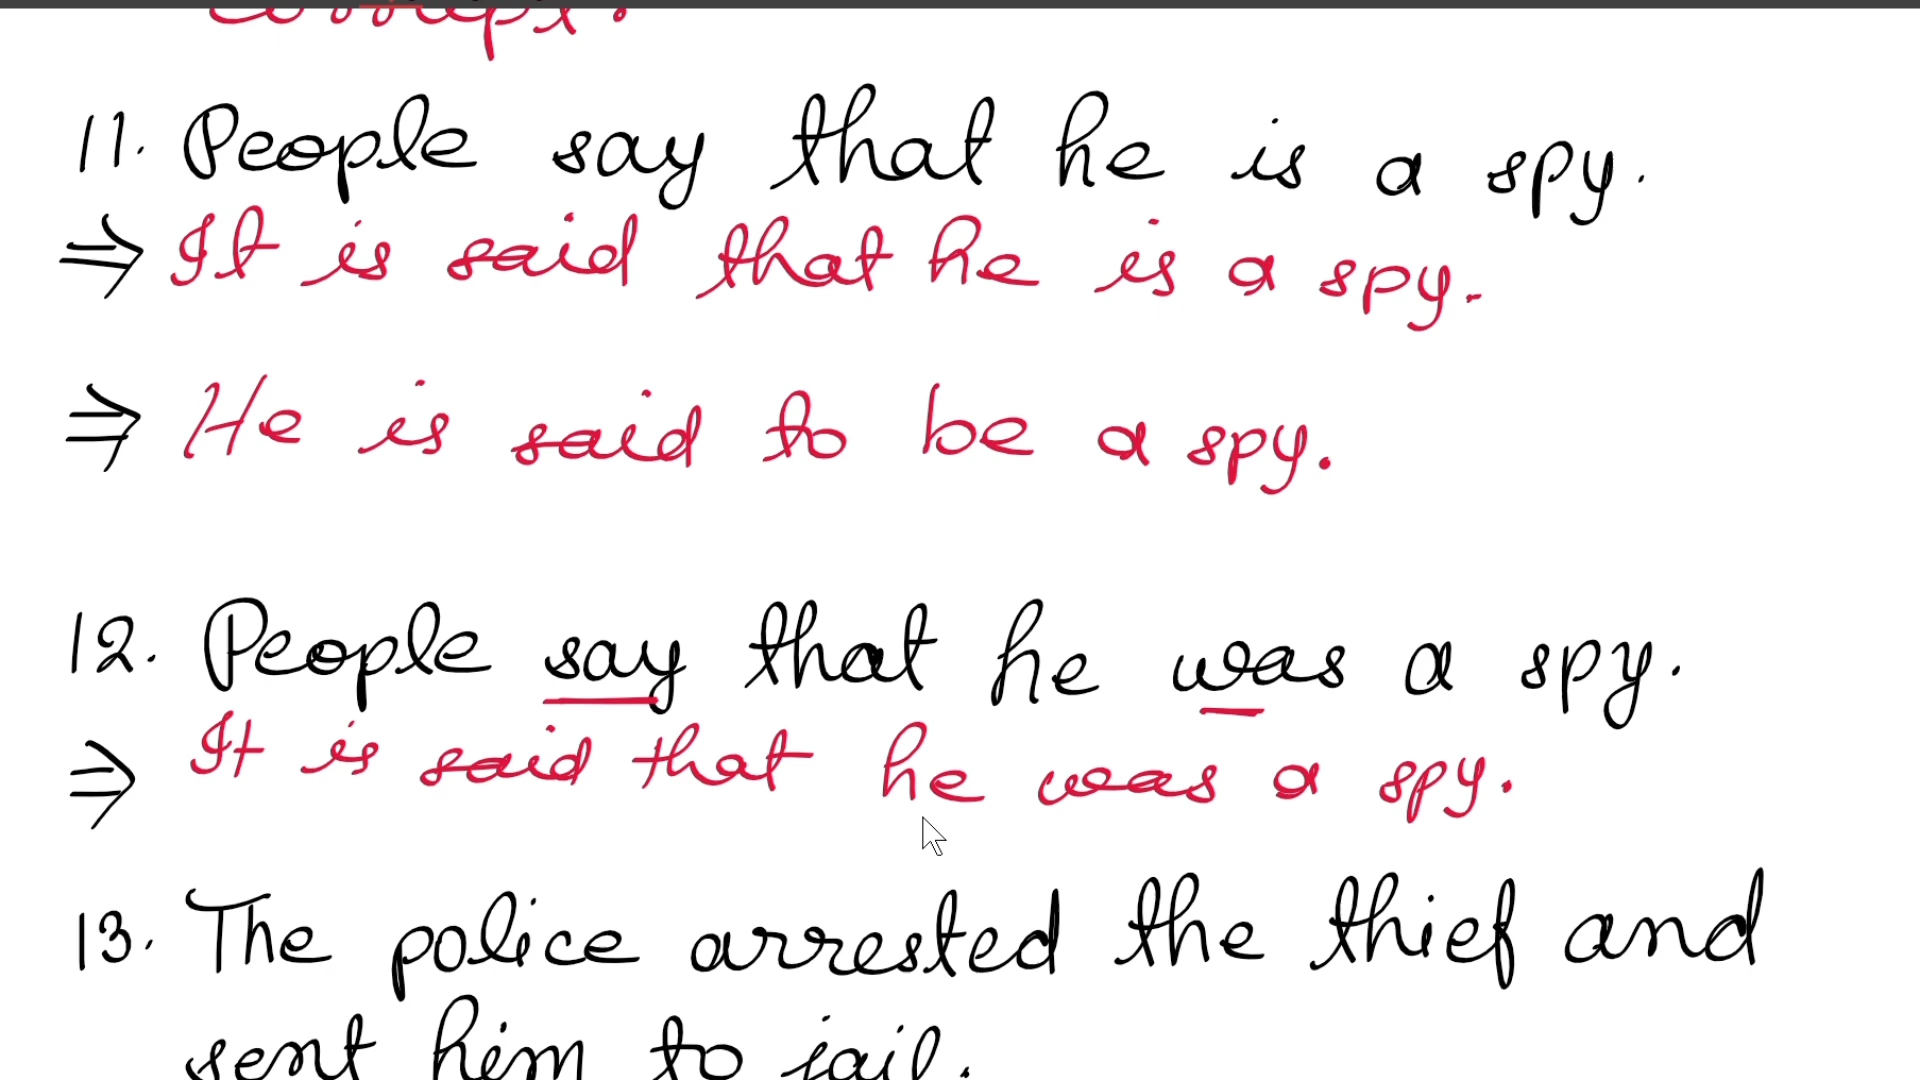 11. People say that he is a spy.
⇒ It is said that he is a spy.
⇒ He is said to be a spy.
12. People say that he was a spy.
⇒ It is said that he was a spy.
13. The police arrested the thief and
sent him to jail.